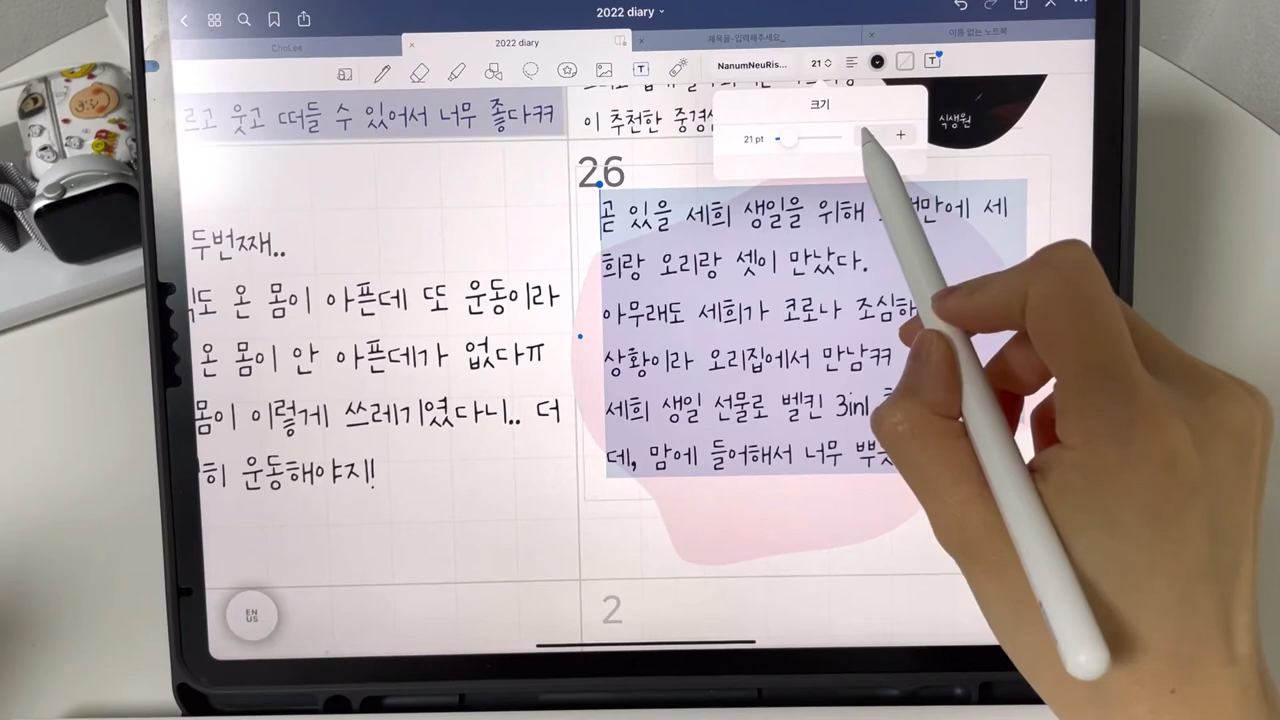 2022 diary
ChoLee
2022 diary
제목을-입력해주세요_
이름 없는 노트북
NanumNeuRis...
21
르고 웃고 떠들 수 있어서 너무 좋다ㅋㅋ
이 추천한 중경
식생원
크기
21 pt
26
두번째..
도 온 몸이 아픈데 또 운동이라
온 몸이 안 아픈데가 없다ㅠ
몸이 이렇게 쓰레기였다니.. 더
히 운동해야지!
곧 있을 세희 생일을 위해 만에 세
희랑 오리랑 셋이 만났다.
아무래도 세희가 코로나 조심하
상황이라 오리집에서 만남ㅋㅋ
세희 생일 선물로 벨킨 3in1
데, 맘에 들어해서 너무 뿌듯
2
EN
US